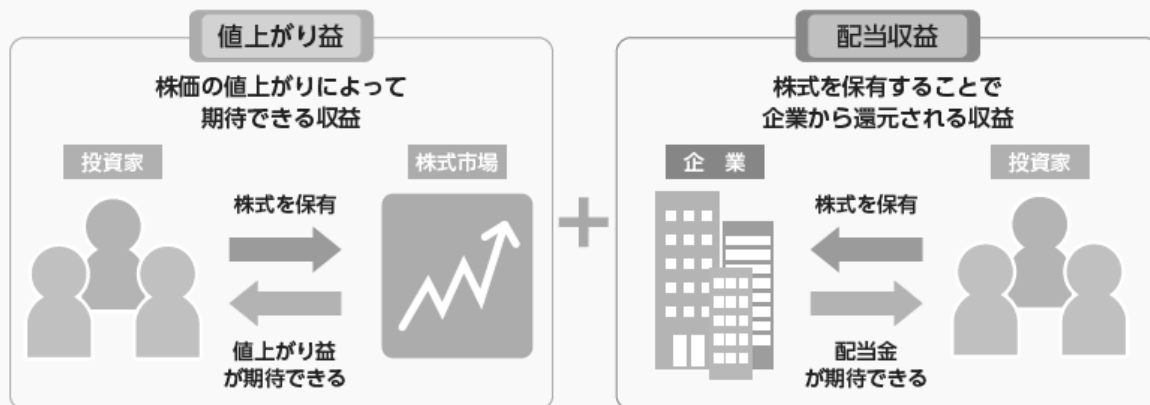 値上がり益
株価の値上がりによって
期待できる収益
投資家
株式市場
株式を保有
値上がり益
が期待できる
+
配当収益
株式を保有することで
企業から還元される収益
企 業
投資家
株式を保有
配当金
が期待できる